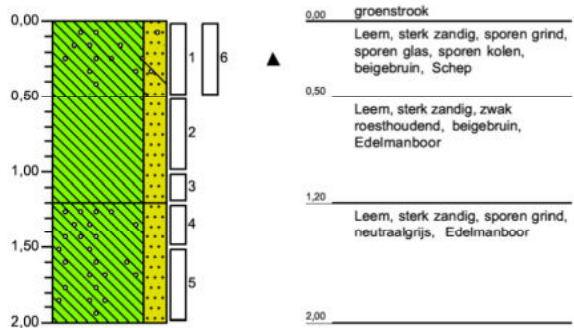 0,00
0,50
1,00
1,20
1,50
2,00
1
6
2
3
4
5
0,00
groenstrook
Leem, sterk zandig, sporen grind,
sporen glas, sporen kolen,
beigebruin, Schep
0,50
Leem, sterk zandig, zwak
roesthoudend, beigebruin,
Edelmanboor
1,20
Leem, sterk zandig, sporen grind,
neutraalgrijs, Edelmanboor
2,00